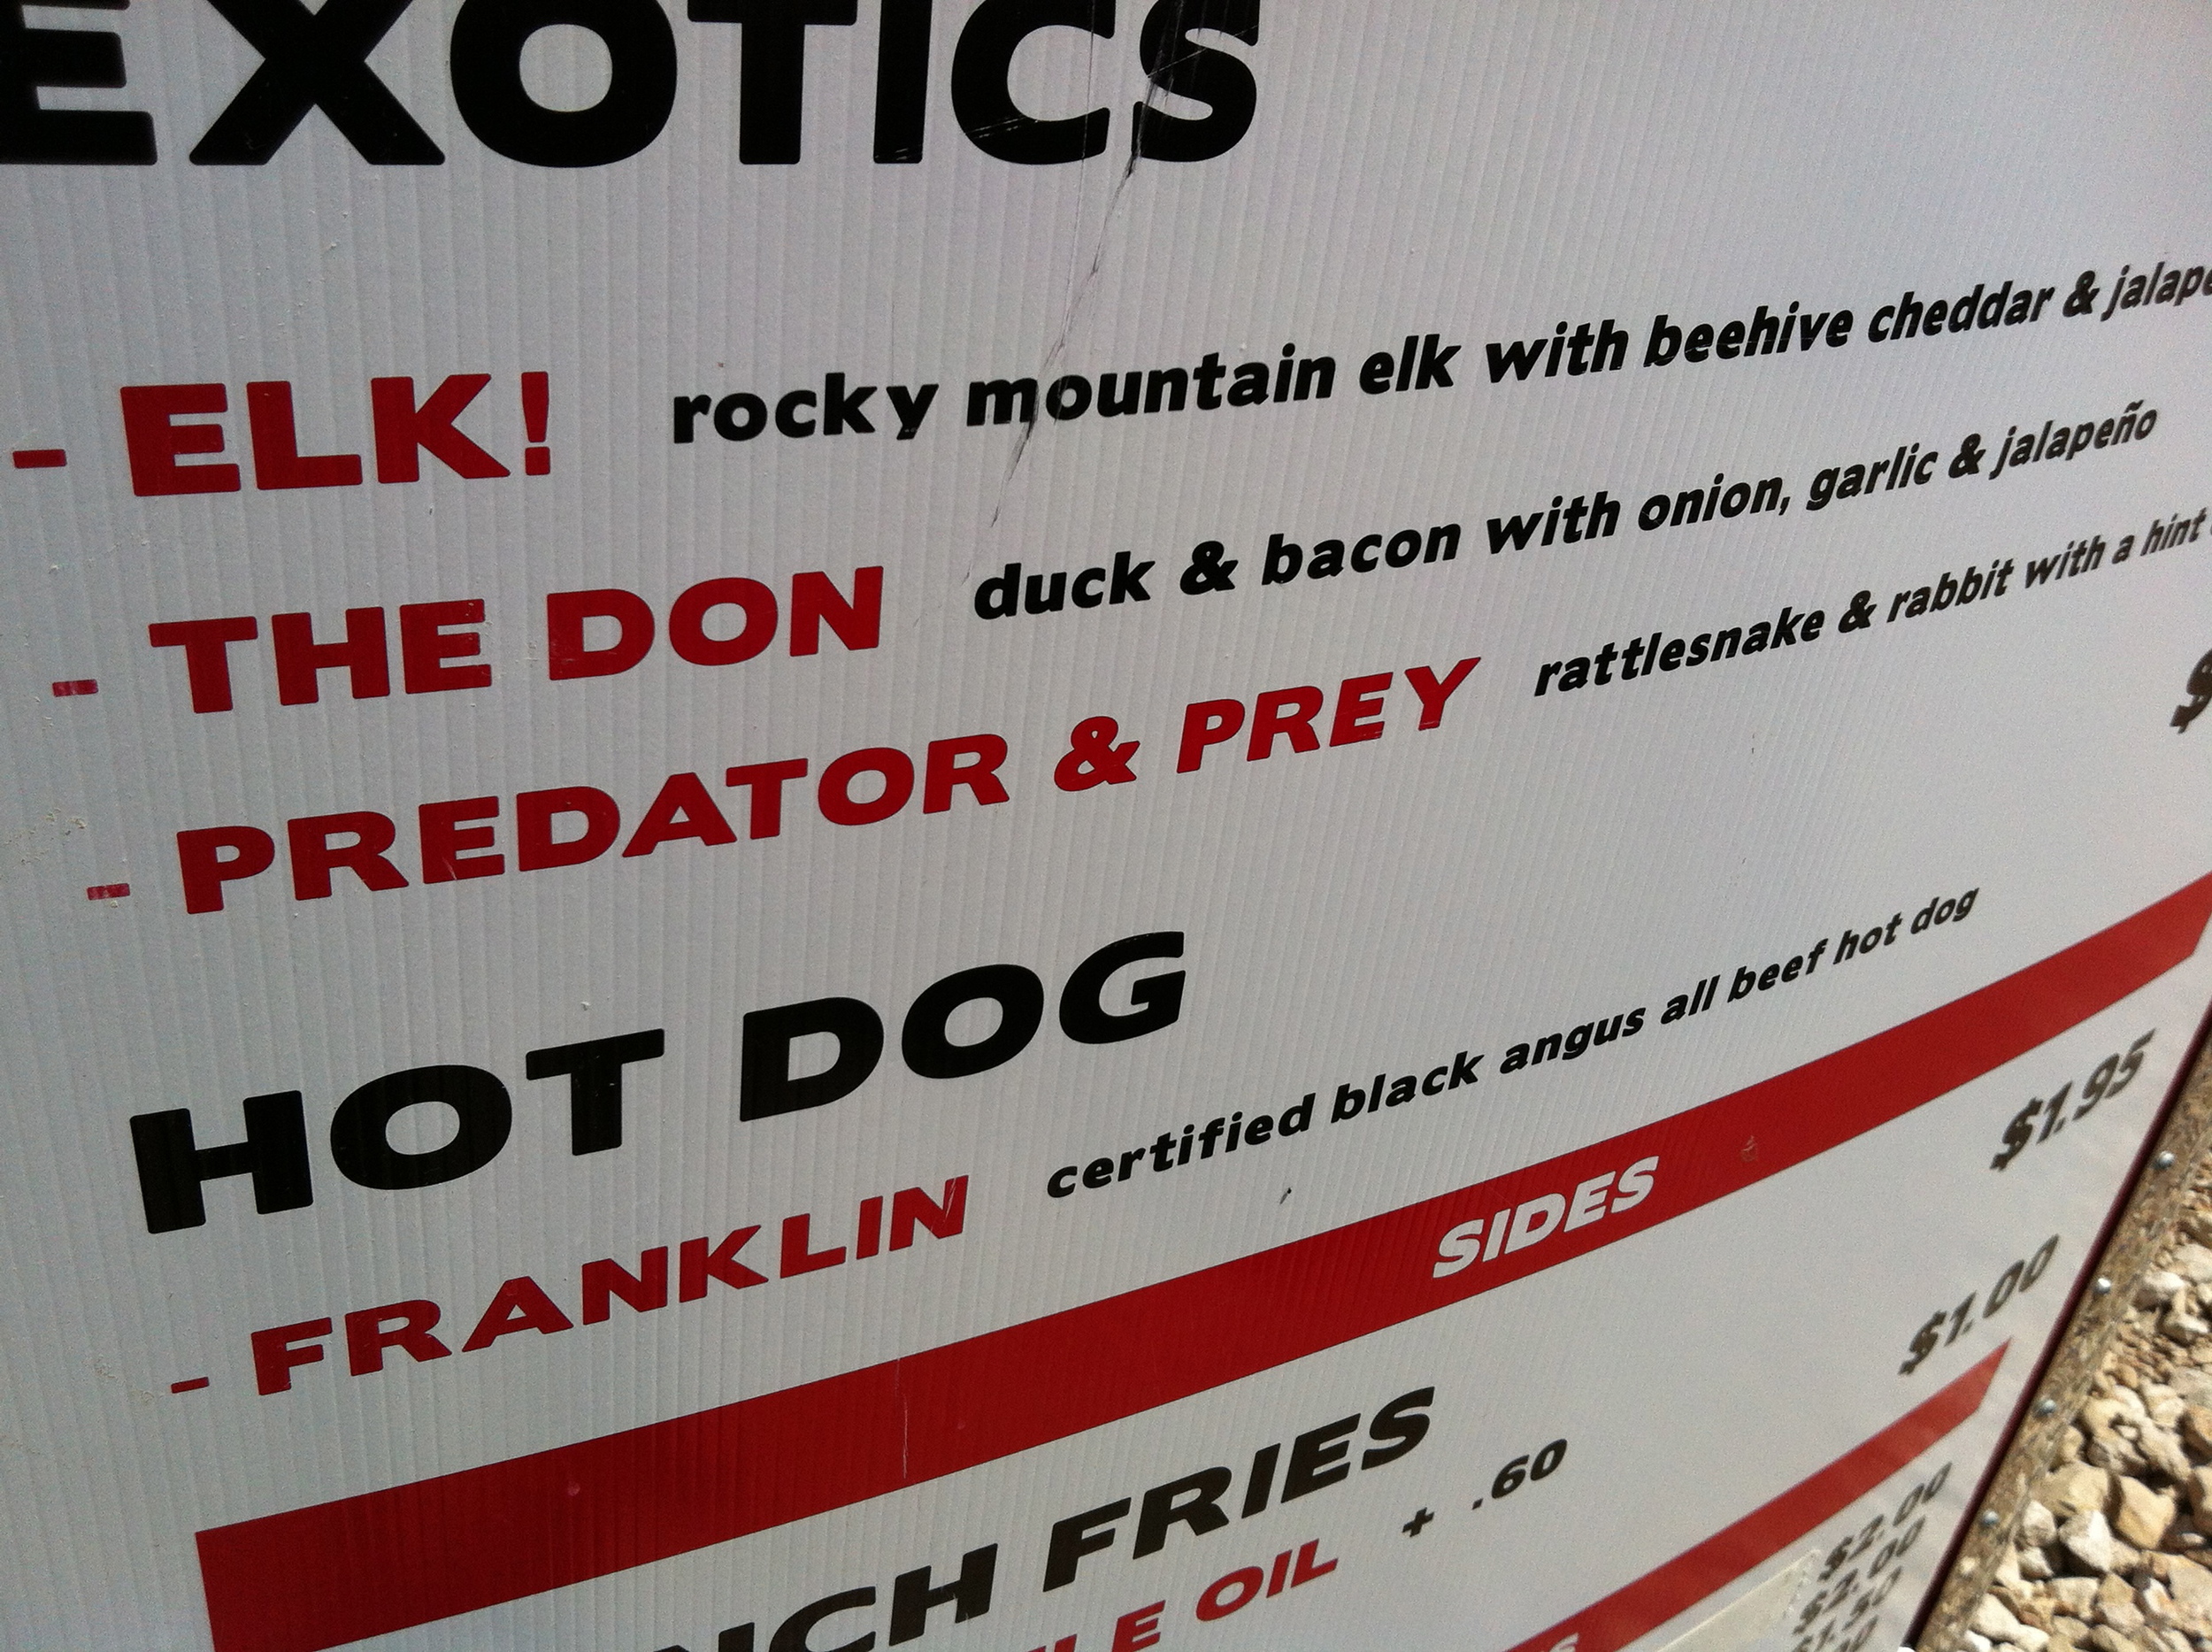 EXOTICS
- ELK! rocky mountain elk with beehive cheddar & jalape
- THE DON duck & bacon with onion, garlic & jalapeño
- PREDATOR & PREY rattlesnake & rabbit with a hint
$
HOT DOG
- FRANKLIN certified black angus all beef hot dog
SIDES
$1.95
NCH FRIES
LE OIL + .60
$1.00
$2.00
$2.00
$1.50